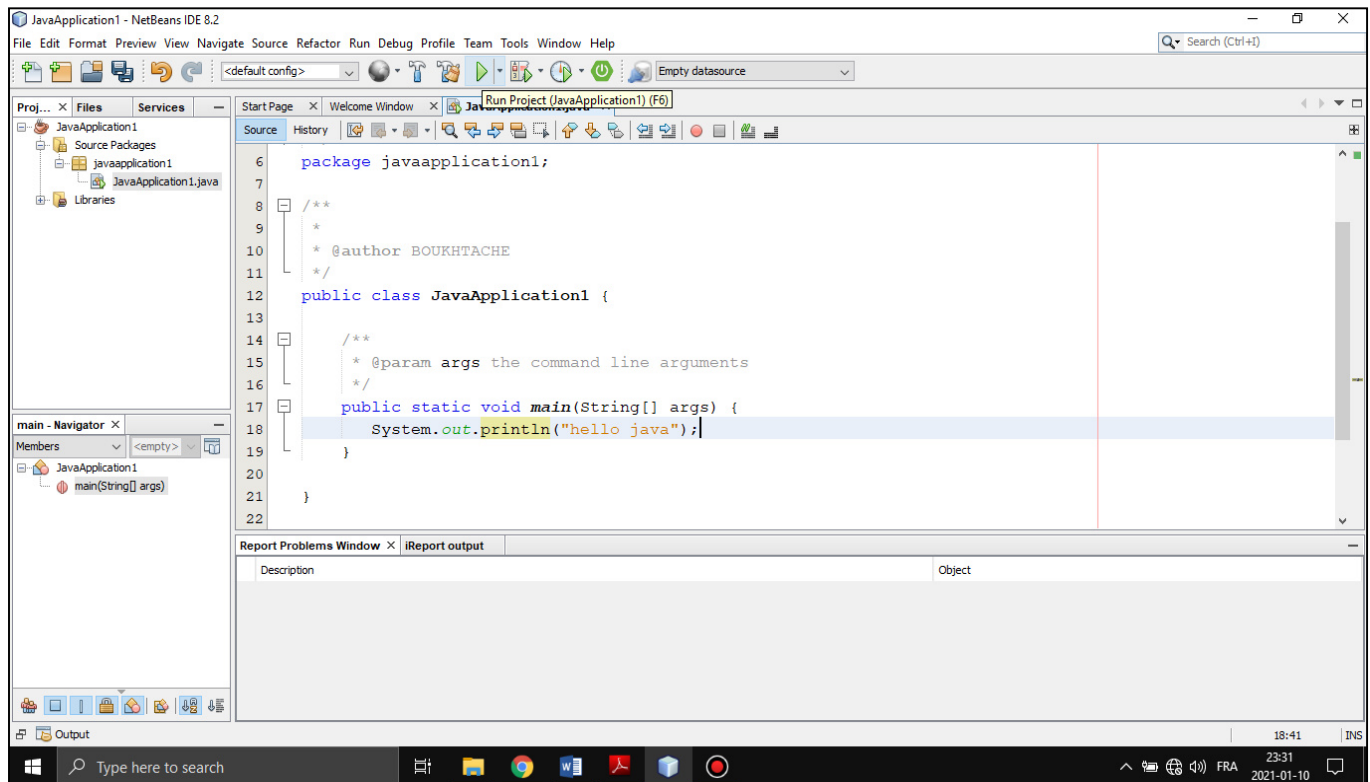 JavaApplication1 - NetBeans IDE 8.2
File Edit Format Preview View Navigate Source Refactor Run Debug Profile Team Tools Window Help
Search (Ctrl+I)
<default config>
Empty datasource
Run Project (JavaApplication1) (F6)
Proj... Files Services
Start Page Welcome Window
JavaApplication1
Source Packages
javaapplication1
JavaApplication1.java
Libraries
Source History
6 package javaapplication1;
7
8 /**
9 *
10 * @author BOUKHTACHE
11 */
12 public class JavaApplication1 {
13
14 /**
15 * @param args the command line arguments
16 */
17 public static void main(String[] args) {
18 System.out.println("hello java");
19 }
20
21 }
22
main - Navigator
Members <empty>
JavaApplication1
main(String[] args)
Report Problems Window iReport output
Description Object
Output
18:41 INS
Type here to search
FRA
23:31
2021-01-10